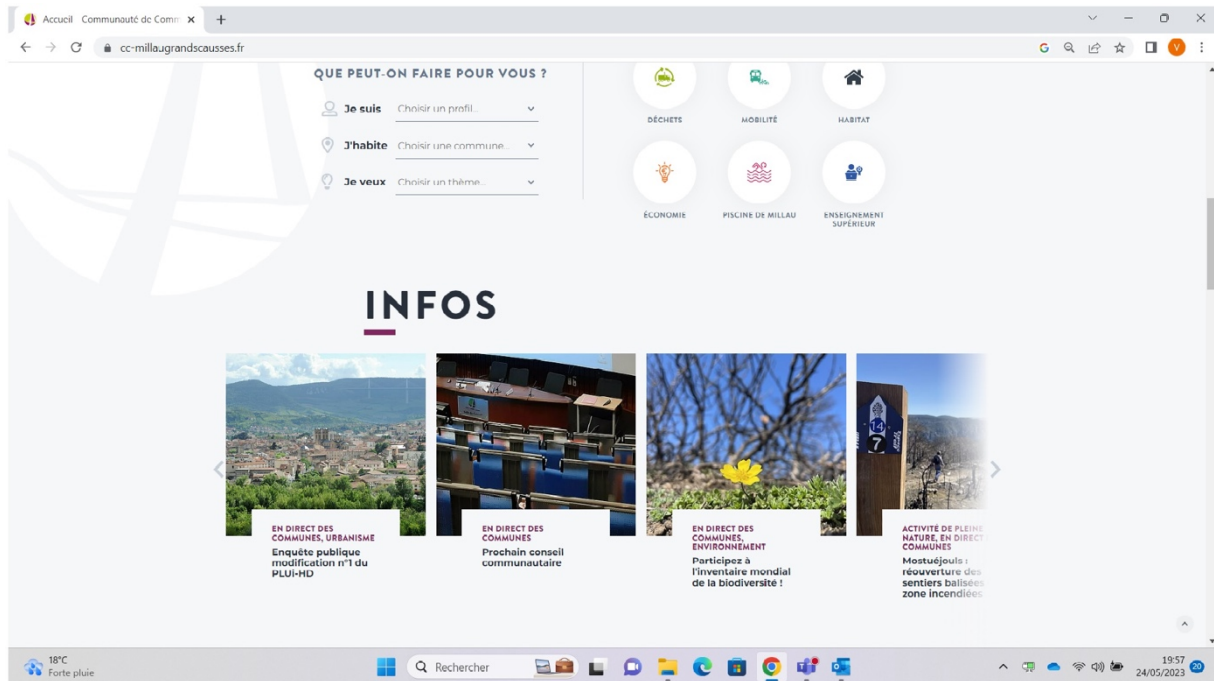 Accueil Communauté de Comm
cc-millaugrandscausses.fr
V
QUE PEUT-ON FAIRE POUR VOUS ?
Je suis Choisir un profil...
J'habite Choisir une commune...
Je veux Choisir un thème...
DÉCHETS
MOBILITÉ
HABITAT
ÉCONOMIE
PISCINE DE MILLAU
ENSEIGNEMENT
SUPÉRIEUR
INFOS
EN DIRECT DES
COMMUNES, URBANISME
Enquête publique
modification n°1 du
PLUi-HD
EN DIRECT DES
COMMUNES
Prochain conseil
communautaire
EN DIRECT DES
COMMUNES,
ENVIRONNEMENT
Participez à
l'inventaire mondial
de la biodiversité !
14
7
ACTIVITÉ DE PLEINE
NATURE, EN DIRECT
COMMUNES
Mostuéjouls :
réouverture des
sentiers balisés
zone incendiées
18°C
Forte pluie
Rechercher
19:57
24/05/2023
20